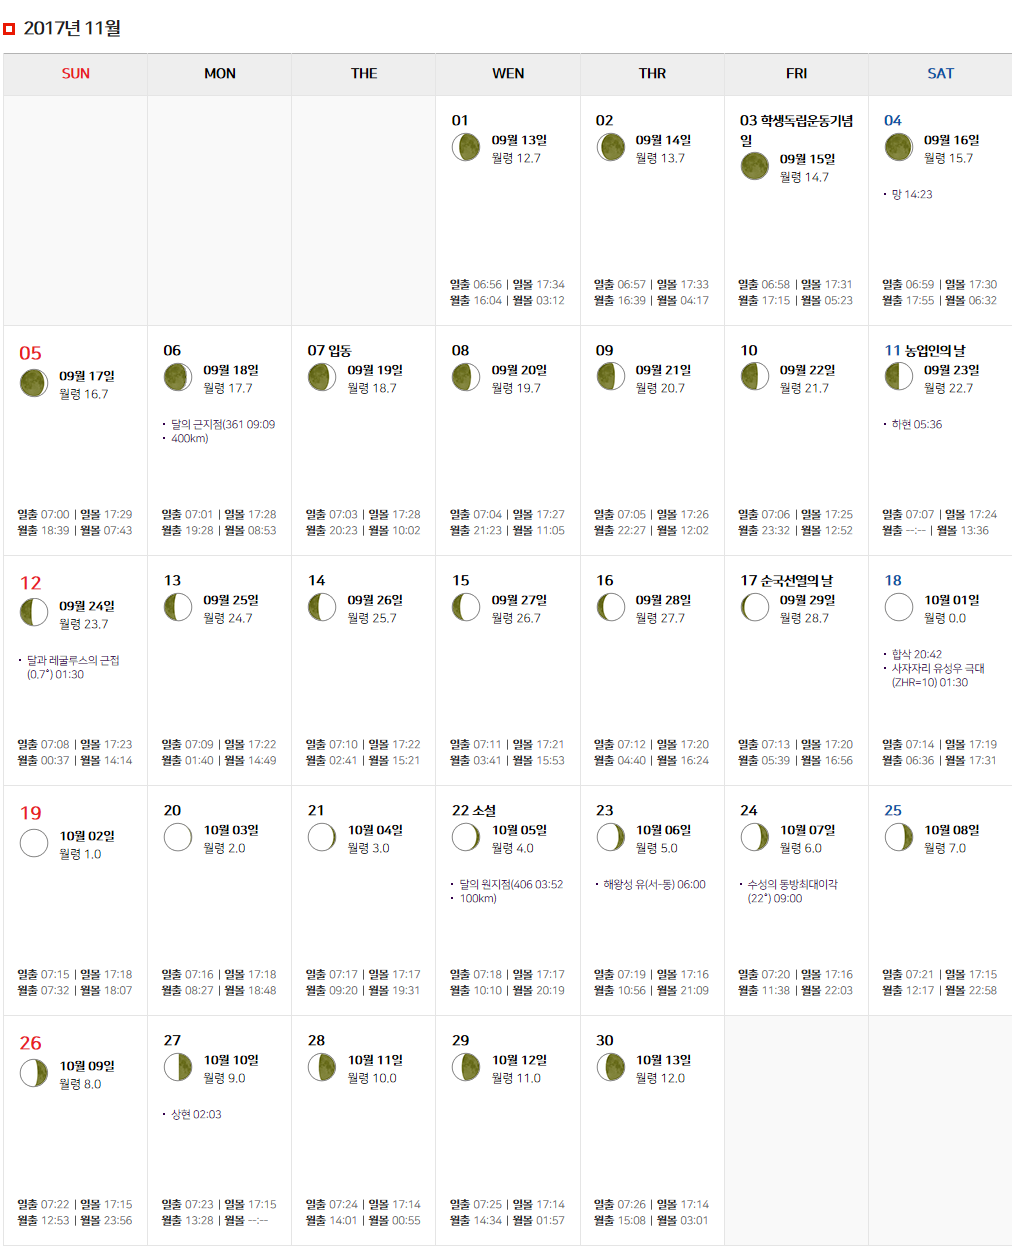 2017년 11월
SUN MON THE WEN THR FRI SAT
01
09월 13일
월령 12.7
일출 06:56 | 일몰 17:34
월출 16:04 | 월몰 03:12
02
09월 14일
월령 13.7
일출 06:57 | 일몰 17:33
월출 16:39 | 월몰 04:17
03 학생독립운동기념
일
09월 15일
월령 14.7
일출 06:58 | 일몰 17:31
월출 17:15 | 월몰 05:23
04
09월 16일
월령 15.7
• 망 14:23
일출 06:59 | 일몰 17:30
월출 17:55 | 월몰 06:32
05
09월 17일
월령 16.7
일출 07:00 | 일몰 17:29
월출 18:39 | 월몰 07:43
06
09월 18일
월령 17.7
• 달의 근지점(361 09:09
• 400km)
일출 07:01 | 일몰 17:28
월출 19:28 | 월몰 08:53
07 입동
09월 19일
월령 18.7
일출 07:03 | 일몰 17:28
월출 20:23 | 월몰 10:02
08
09월 20일
월령 19.7
일출 07:04 | 일몰 17:27
월출 21:23 | 월몰 11:05
09
09월 21일
월령 20.7
일출 07:05 | 일몰 17:26
월출 22:27 | 월몰 12:02
10
09월 22일
월령 21.7
일출 07:06 | 일몰 17:25
월출 23:32 | 월몰 12:52
11 농업인의 날
09월 23일
월령 22.7
• 하현 05:36
일출 07:07 | 일몰 17:24
월출 --:-- | 월몰 13:36
12
09월 24일
월령 23.7
• 달과 레굴루스의 근접
(0.7°) 01:30
일출 07:08 | 일몰 17:23
월출 00:37 | 월몰 14:14
13
09월 25일
월령 24.7
일출 07:09 | 일몰 17:22
월출 01:40 | 월몰 14:49
14
09월 26일
월령 25.7
일출 07:10 | 일몰 17:22
월출 02:41 | 월몰 15:21
15
09월 27일
월령 26.7
일출 07:11 | 일몰 17:21
월출 03:41 | 월몰 15:53
16
09월 28일
월령 27.7
일출 07:12 | 일몰 17:20
월출 04:40 | 월몰 16:24
17 순국선열의 날
09월 29일
월령 28.7
일출 07:13 | 일몰 17:20
월출 05:39 | 월몰 16:56
18
10월 01일
월령 0.0
• 합삭 20:42
• 사자자리 유성우 극대
(ZHR=10) 01:30
일출 07:14 | 일몰 17:19
월출 06:36 | 월몰 17:31
19
10월 02일
월령 1.0
일출 07:15 | 일몰 17:18
월출 07:32 | 월몰 18:07
20
10월 03일
월령 2.0
일출 07:16 | 일몰 17:18
월출 08:27 | 월몰 18:48
21
10월 04일
월령 3.0
일출 07:17 | 일몰 17:17
월출 09:20 | 월몰 19:31
22 소설
10월 05일
월령 4.0
• 달의 원지점(406 03:52
• 100km)
일출 07:18 | 일몰 17:17
월출 10:10 | 월몰 20:19
23
10월 06일
월령 5.0
• 해왕성 유(서-동) 06:00
일출 07:19 | 일몰 17:16
월출 10:56 | 월몰 21:09
24
10월 07일
월령 6.0
• 수성의 동방최대이각
(22°) 09:00
일출 07:20 | 일몰 17:16
월출 11:38 | 월몰 22:03
25
10월 08일
월령 7.0
일출 07:21 | 일몰 17:15
월출 12:17 | 월몰 22:58
26
10월 09일
월령 8.0
일출 07:22 | 일몰 17:15
월출 12:53 | 월몰 23:56
27
10월 10일
월령 9.0
• 상현 02:03
일출 07:23 | 일몰 17:15
월출 13:28 | 월몰 --:--
28
10월 11일
월령 10.0
일출 07:24 | 일몰 17:14
월출 14:01 | 월몰 00:55
29
10월 12일
월령 11.0
일출 07:25 | 일몰 17:14
월출 14:34 | 월몰 01:57
30
10월 13일
월령 12.0
일출 07:26 | 일몰 17:14
월출 15:08 | 월몰 03:01